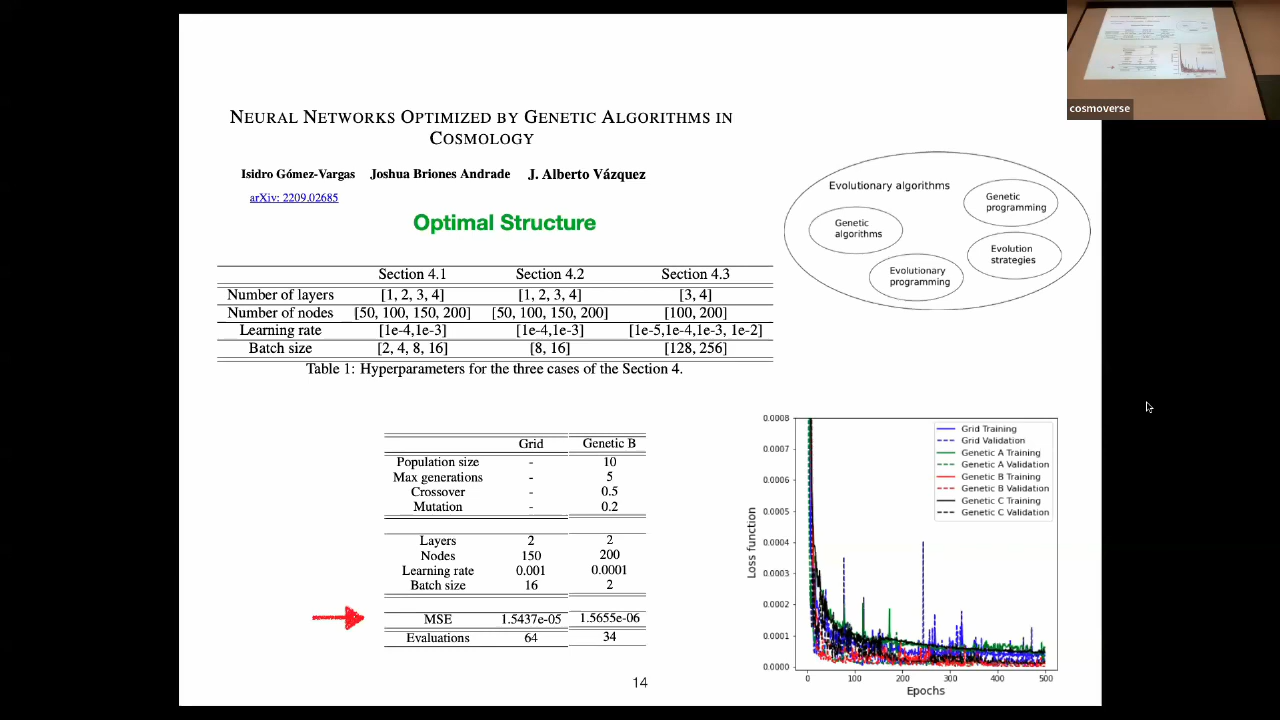 cosmoverse
NEURAL NETWORKS OPTIMIZED BY GENETIC ALGORITHMS IN
COSMOLOGY
Isidro Gómez-Vargas Joshua Briones Andrade J. Alberto Vázquez
arXiv: 2209.02685
Optimal Structure
Section 4.1 Section 4.2 Section 4.3
Number of layers [1, 2, 3, 4] [1, 2, 3, 4] [3, 4]
Number of nodes [50, 100, 150, 200] [50, 100, 150, 200] [100, 200]
Learning rate [1e-4,1e-3] [1e-4,1e-3] [1e-5,1e-4,1e-3, 1e-2]
Batch size [2, 4, 8, 16] [8, 16] [128, 256]
Table 1: Hyperparameters for the three cases of the Section 4.
Evolutionary algorithms
Genetic
programming
Genetic
algorithms
Evolution
strategies
Evolutionary
programming
Grid Genetic B
Population size - 10
Max generations - 5
Crossover - 0.5
Mutation - 0.2
Layers 2 2
Nodes 150 200
Learning rate 0.001 0.0001
Batch size 16 2
MSE 1.5437e-05 1.5655e-06
Evaluations 64 34
0.0008
0.0007
0.0006
0.0005
0.0004
0.0003
0.0002
0.0001
0.0000
Loss function
Grid Training
Grid Validation
Genetic A Training
Genetic A Validation
Genetic B Training
Genetic B Validation
Genetic C Training
Genetic C Validation
0 100 200 300 400 500
Epochs
14